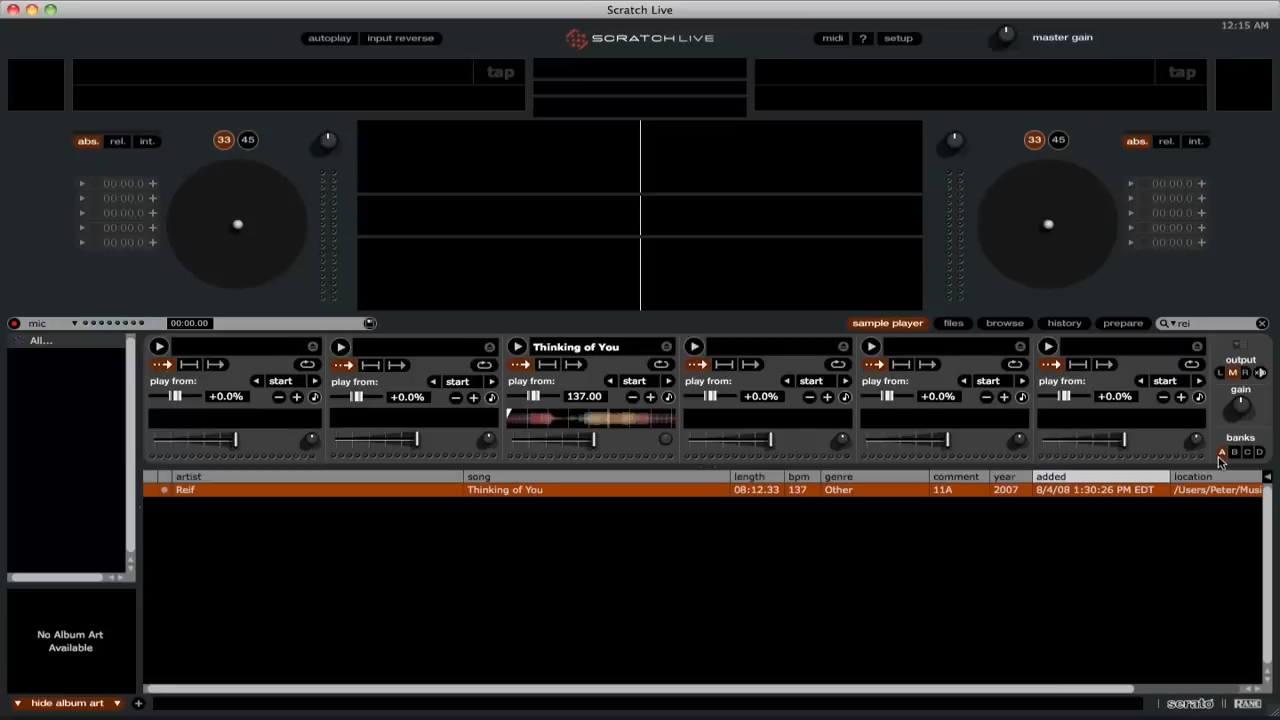 Scratch Live
12:15 AM
autoplay input reverse SCRATCH LIVE midi ? setup master gain
tap tap
abs. rel. int. 33 45 33 45 abs. rel. int.
00:00.0 00:00.0
00:00.0 00:00.0
00:00.0 00:00.0
00:00.0 00:00.0
00:00.0 00:00.0
mic 00:00.00 sample player files browse history prepare rei
All...
Thinking of You
play from: start play from: start play from: start play from: start play from: start play from: start
+0.0% +0.0% 137.00 +0.0% +0.0% +0.0%
output
L M R
gain
banks
A B C D
artist song length bpm genre comment year added location
Reif Thinking of You 08:12.33 137 Other 11A 2007 8/4/08 1:30:26 PM EDT /Users/Peter/Musi
No Album Art
Available
hide album art + serato RANE